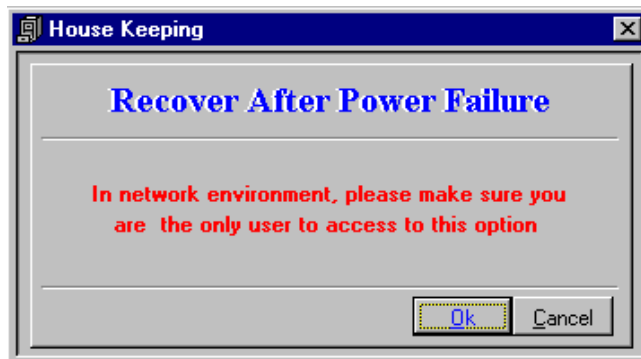 House Keeping
Recover After Power Failure
In network environment, please make sure you
are the only user to access to this option
Ok
Cancel